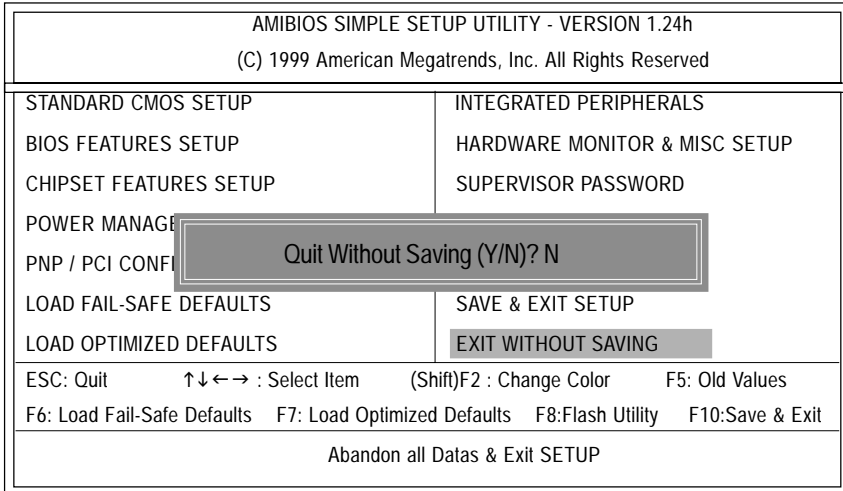 AMIBIOS SIMPLE SETUP UTILITY - VERSION 1.24h
(C) 1999 American Megatrends, Inc. All Rights Reserved
STANDARD CMOS SETUP
BIOS FEATURES SETUP
CHIPSET FEATURES SETUP
POWER MANAGE
PNP / PCI CONFI
LOAD FAIL-SAFE DEFAULTS
LOAD OPTIMIZED DEFAULTS
INTEGRATED PERIPHERALS
HARDWARE MONITOR & MISC SETUP
SUPERVISOR PASSWORD
SAVE & EXIT SETUP
EXIT WITHOUT SAVING
Quit Without Saving (Y/N)? N
ESC: Quit ↑↓←→ : Select Item (Shift)F2 : Change Color F5: Old Values
F6: Load Fail-Safe Defaults F7: Load Optimized Defaults F8:Flash Utility F10:Save & Exit
Abandon all Datas & Exit SETUP